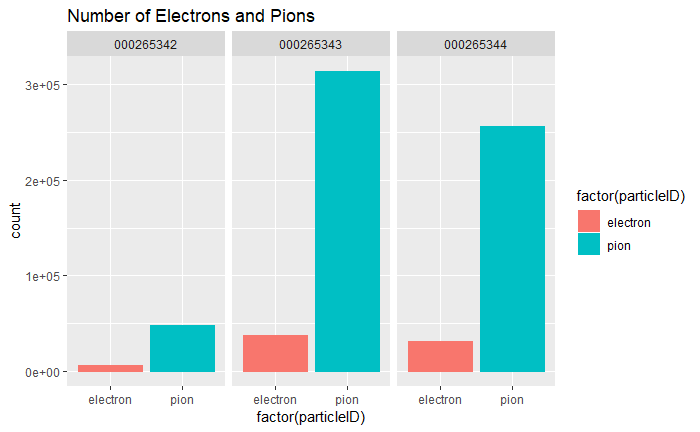 Number of Electrons and Pions
000265342 000265343 000265344
3e+05
2e+05
1e+05
0e+00
count
electron pion electron pion electron pion
factor(particleID)
factor(particleID)
electron
pion